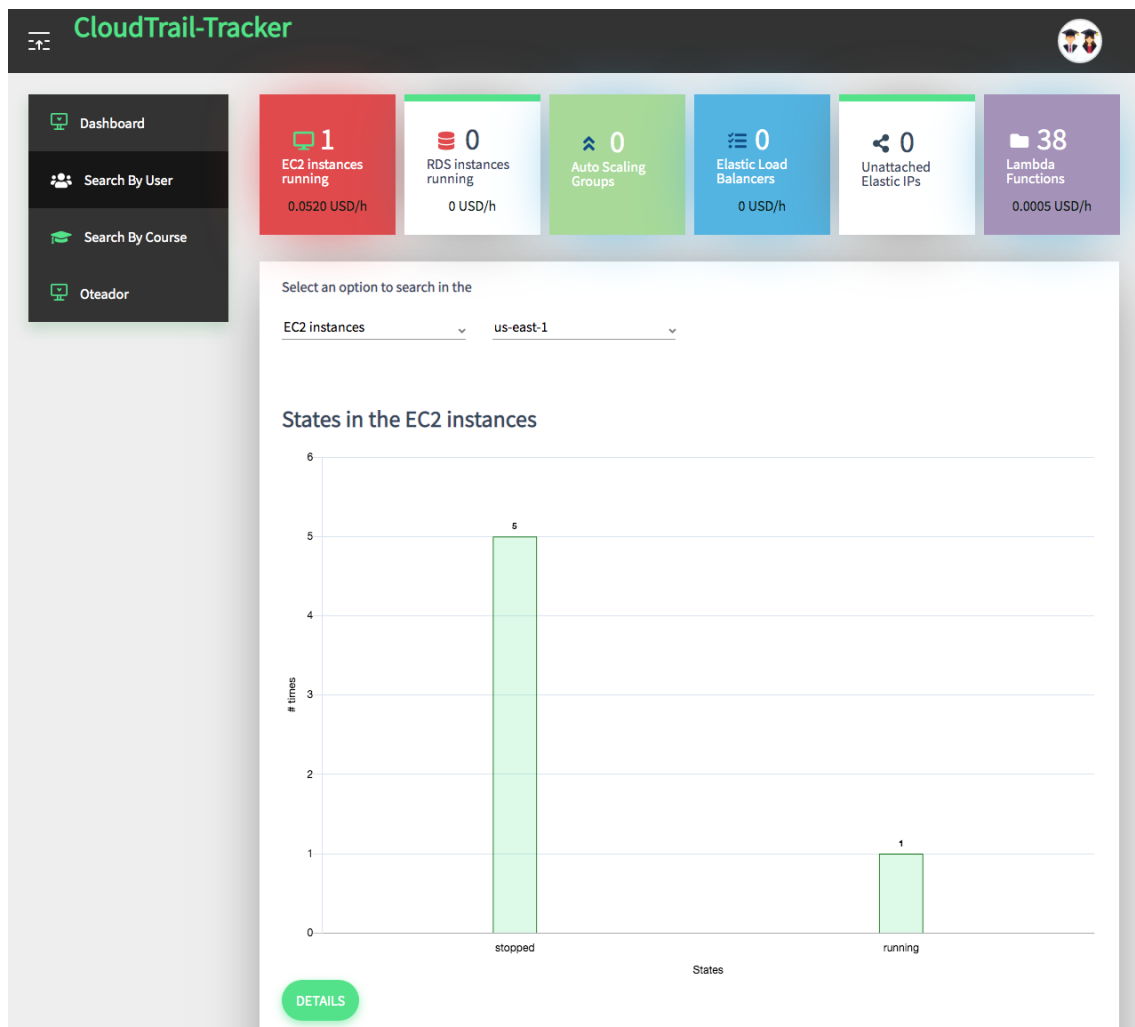 CloudTrail-Tracker
Dashboard
Search By User
Search By Course
Oteador
1
EC2 instances
running
0.0520 USD/h
0
RDS instances
running
0 USD/h
0
Auto Scaling
Groups
0
Elastic Load
Balancers
0 USD/h
0
Unattached
Elastic IPs
38
Lambda
Functions
0.0005 USD/h
Select an option to search in the
EC2 instances
us-east-1
States in the EC2 instances
6
5
4
3
2
1
0
# times
5
1
stopped
running
States
DETAILS